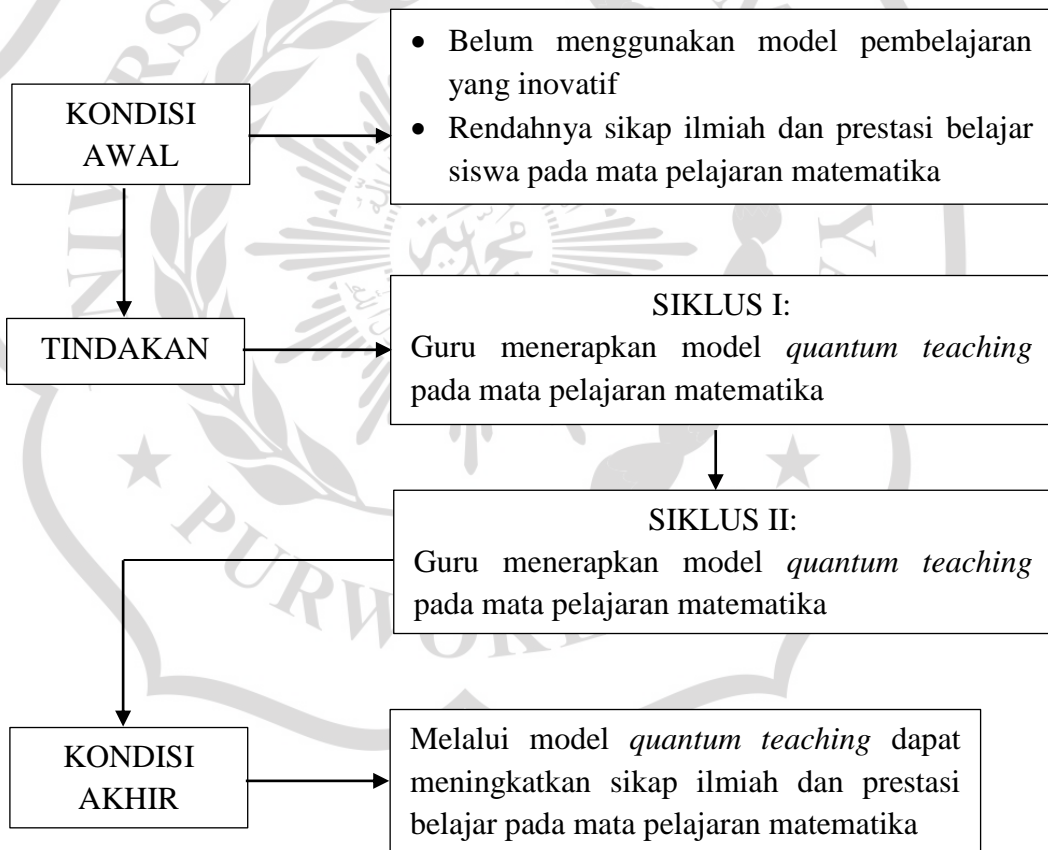 KONDISI
AWAL
• Belum menggunakan model pembelajaran
yang inovatif
• Rendahnya sikap ilmiah dan prestasi belajar
siswa pada mata pelajaran matematika
TINDAKAN
SIKLUS I:
Guru menerapkan model quantum teaching
pada mata pelajaran matematika
SIKLUS II:
Guru menerapkan model quantum teaching
pada mata pelajaran matematika
KONDISI
AKHIR
Melalui model quantum teaching dapat
meningkatkan sikap ilmiah dan prestasi
belajar pada mata pelajaran matematika